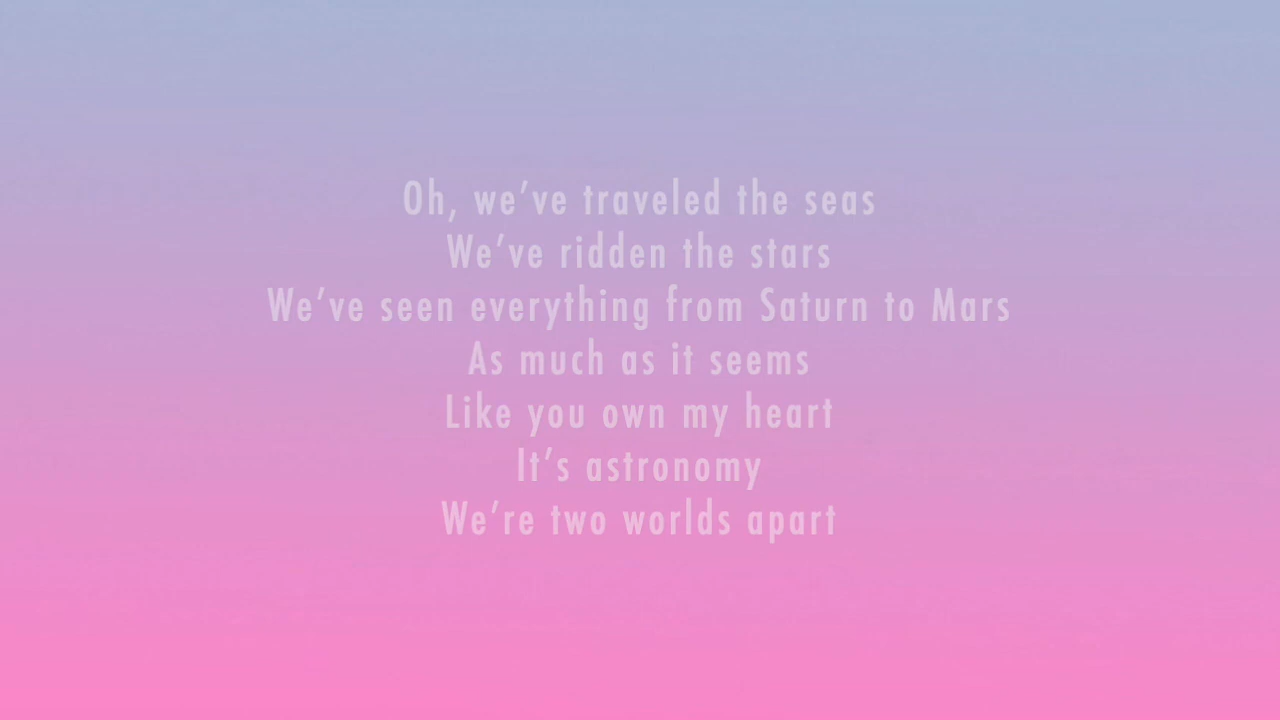 Oh, we’ve traveled the seas
We’ve ridden the stars
We’ve seen everything from Saturn to Mars
As much as it seems
Like you own my heart
It’s astronomy
We’re two worlds apart